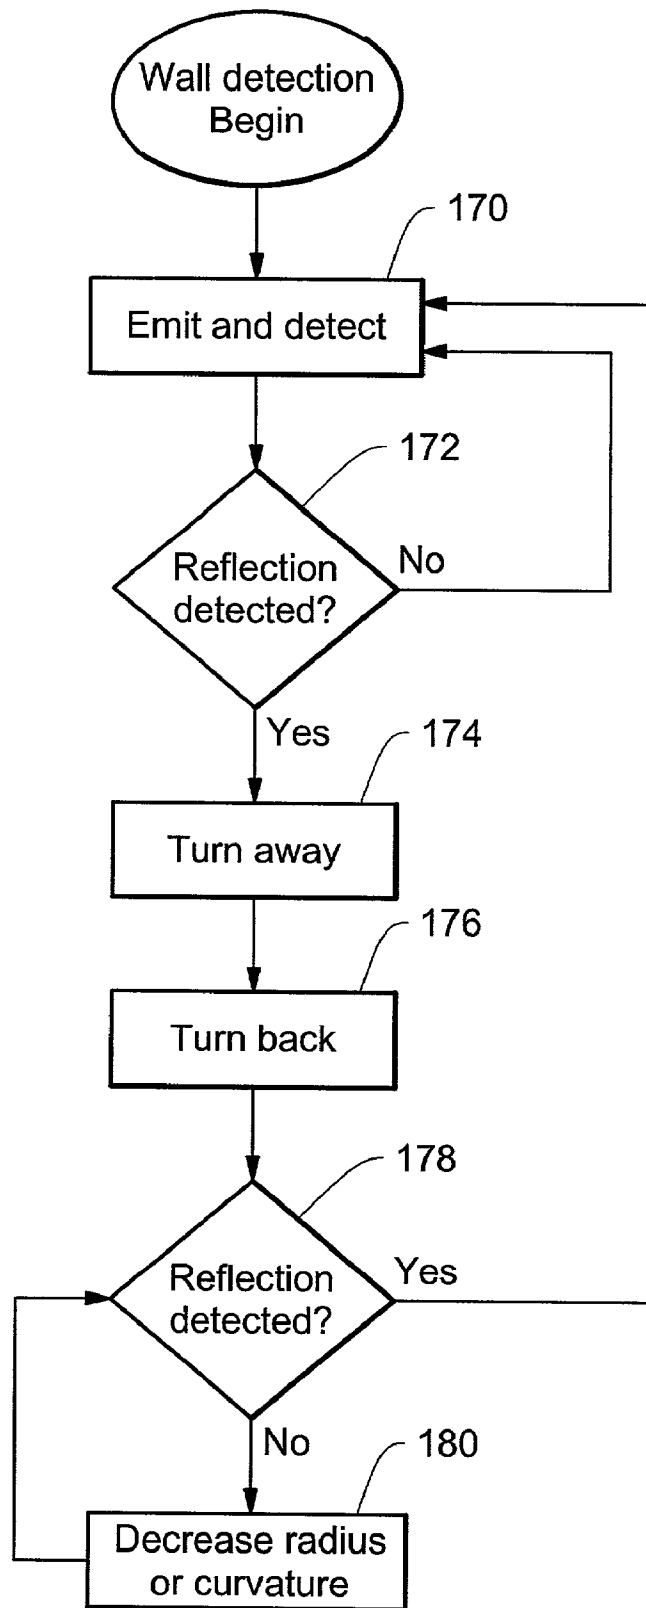 Wall detection
Begin
170
Emit and detect
172
Reflection
detected?
No
Yes
174
Turn away
176
Turn back
178
Reflection
detected?
Yes
No
180
Decrease radius
or curvature